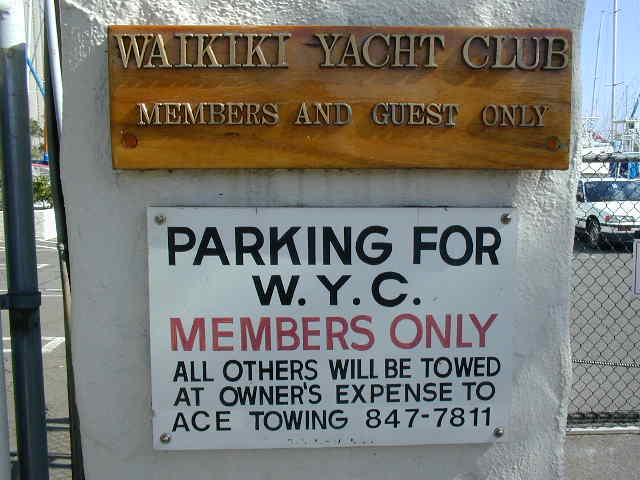 WAIKIKI YACHT CLUB
MEMBERS AND GUEST ONLY
PARKING FOR
W.Y.C.
MEMBERS ONLY
ALL OTHERS WILL BE TOWED
AT OWNER'S EXPENSE TO
ACE TOWING 847-7811